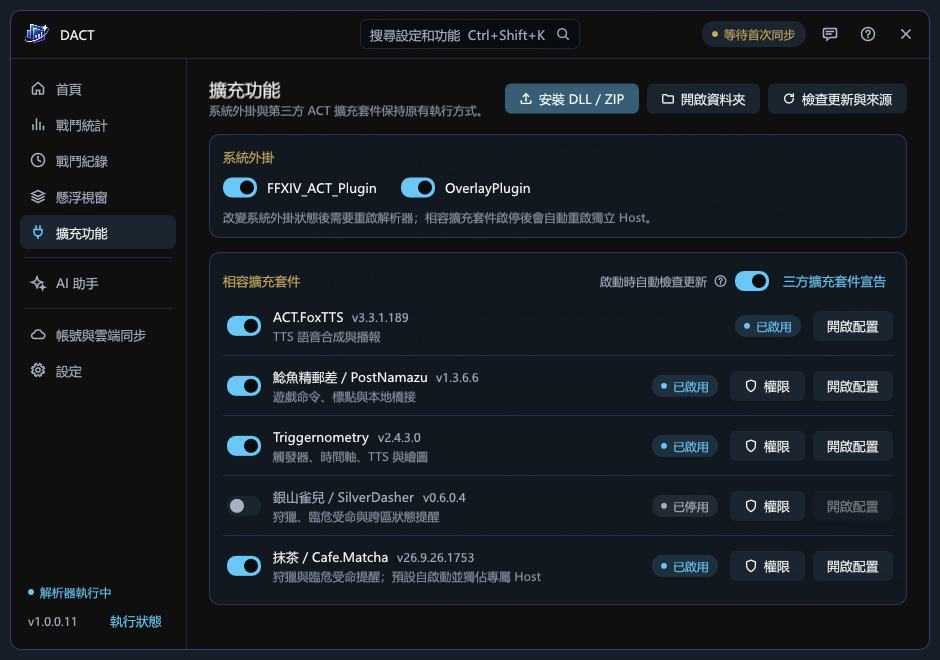 DACT
搜尋設定和功能 Ctrl+Shift+K
等待首次同步
首頁
戰鬥統計
戰鬥紀錄
懸浮視窗
擴充功能
AI 助手
帳號與雲端同步
設定
解析器執行中
v1.0.0.11 執行狀態
擴充功能
系統外掛與第三方 ACT 擴充套件保持原有執行方式。
安裝 DLL / ZIP
開啟資料夾
檢查更新與來源
系統外掛
FFXIV_ACT_Plugin OverlayPlugin
改變系統外掛狀態後需要重啟解析器；相容擴充套件啟停後會自動重啟獨立 Host。
相容擴充套件 啟動時自動檢查更新 三方擴充套件宣告
ACT.FoxTTS v3.3.1.189
TTS 語音合成與播報
已啟用 開啟配置
鯰魚精郵差 / PostNamazu v1.3.6.6
遊戲命令、標點與本地橋接
已啟用 權限 開啟配置
Triggernometry v2.4.3.0
觸發器、時間軸、TTS 與繪圖
已啟用 權限 開啟配置
銀山雀兒 / SilverDasher v0.6.0.4
狩獵、臨危受命與跨區狀態提醒
已停用 權限 開啟配置
抹茶 / Cafe.Matcha v26.9.26.1753
狩獵與臨危受命提醒；預設自啟動並獨佔專屬 Host
已啟用 權限 開啟配置